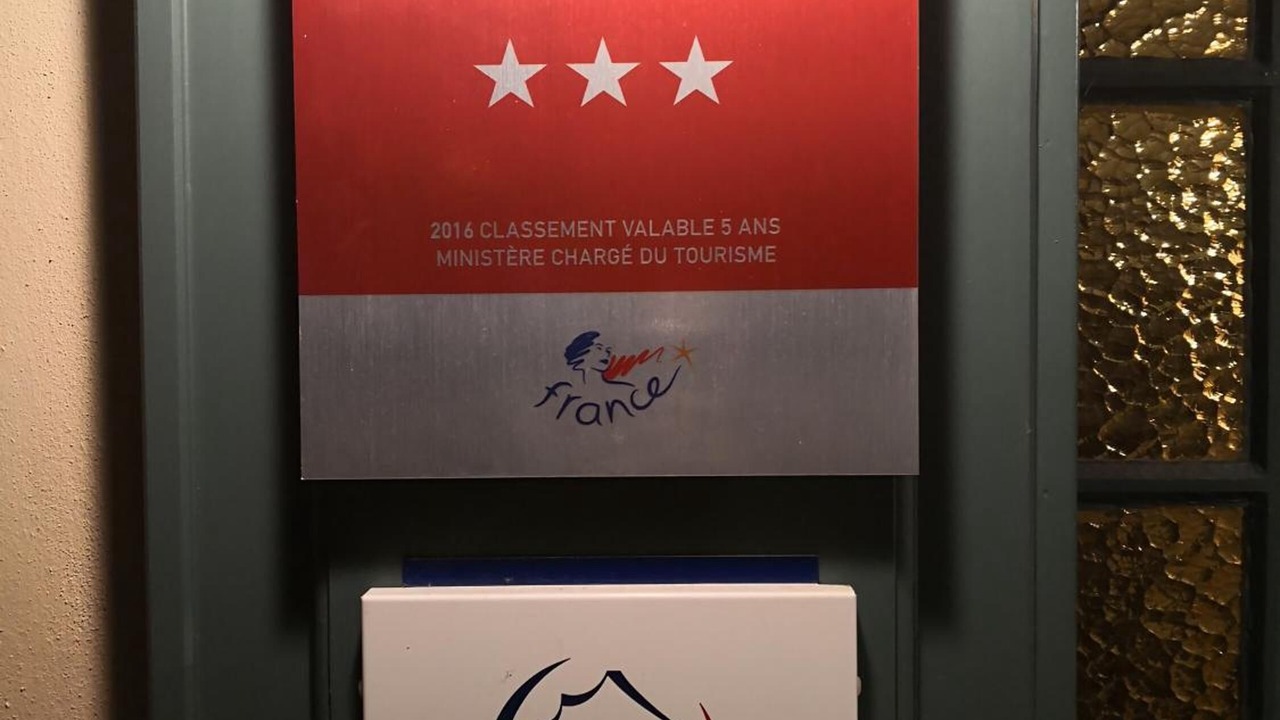 2016 CLASSEMENT VALABLE 5 ANS
MINISTÈRE CHARGÉ DU TOURISME
france